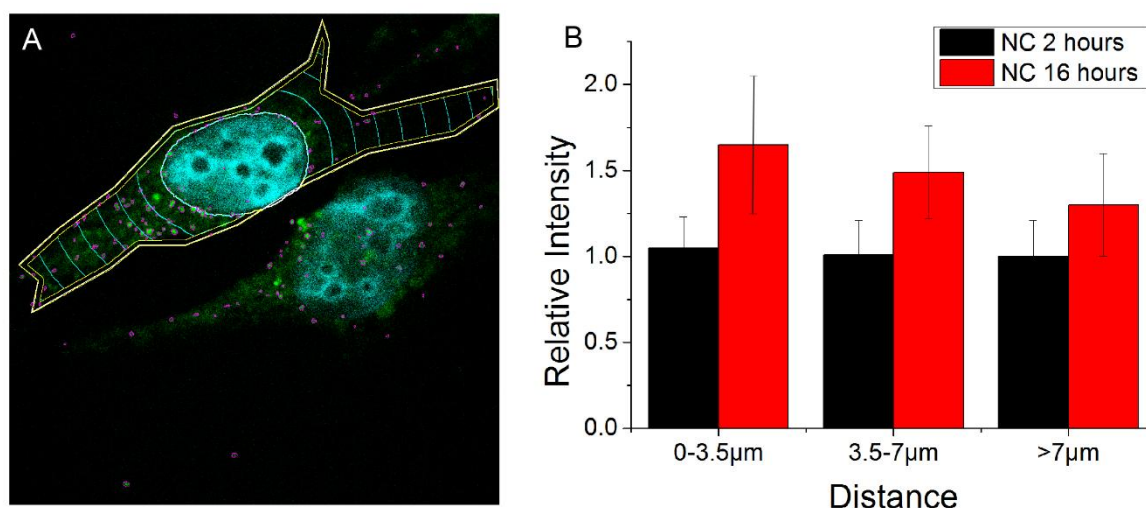 A
B
NC 2 hours
NC 16 hours
Relative Intensity
2.0
1.5
1.0
0.5
0.0
0-3.5µm
3.5-7µm
>7µm
Distance